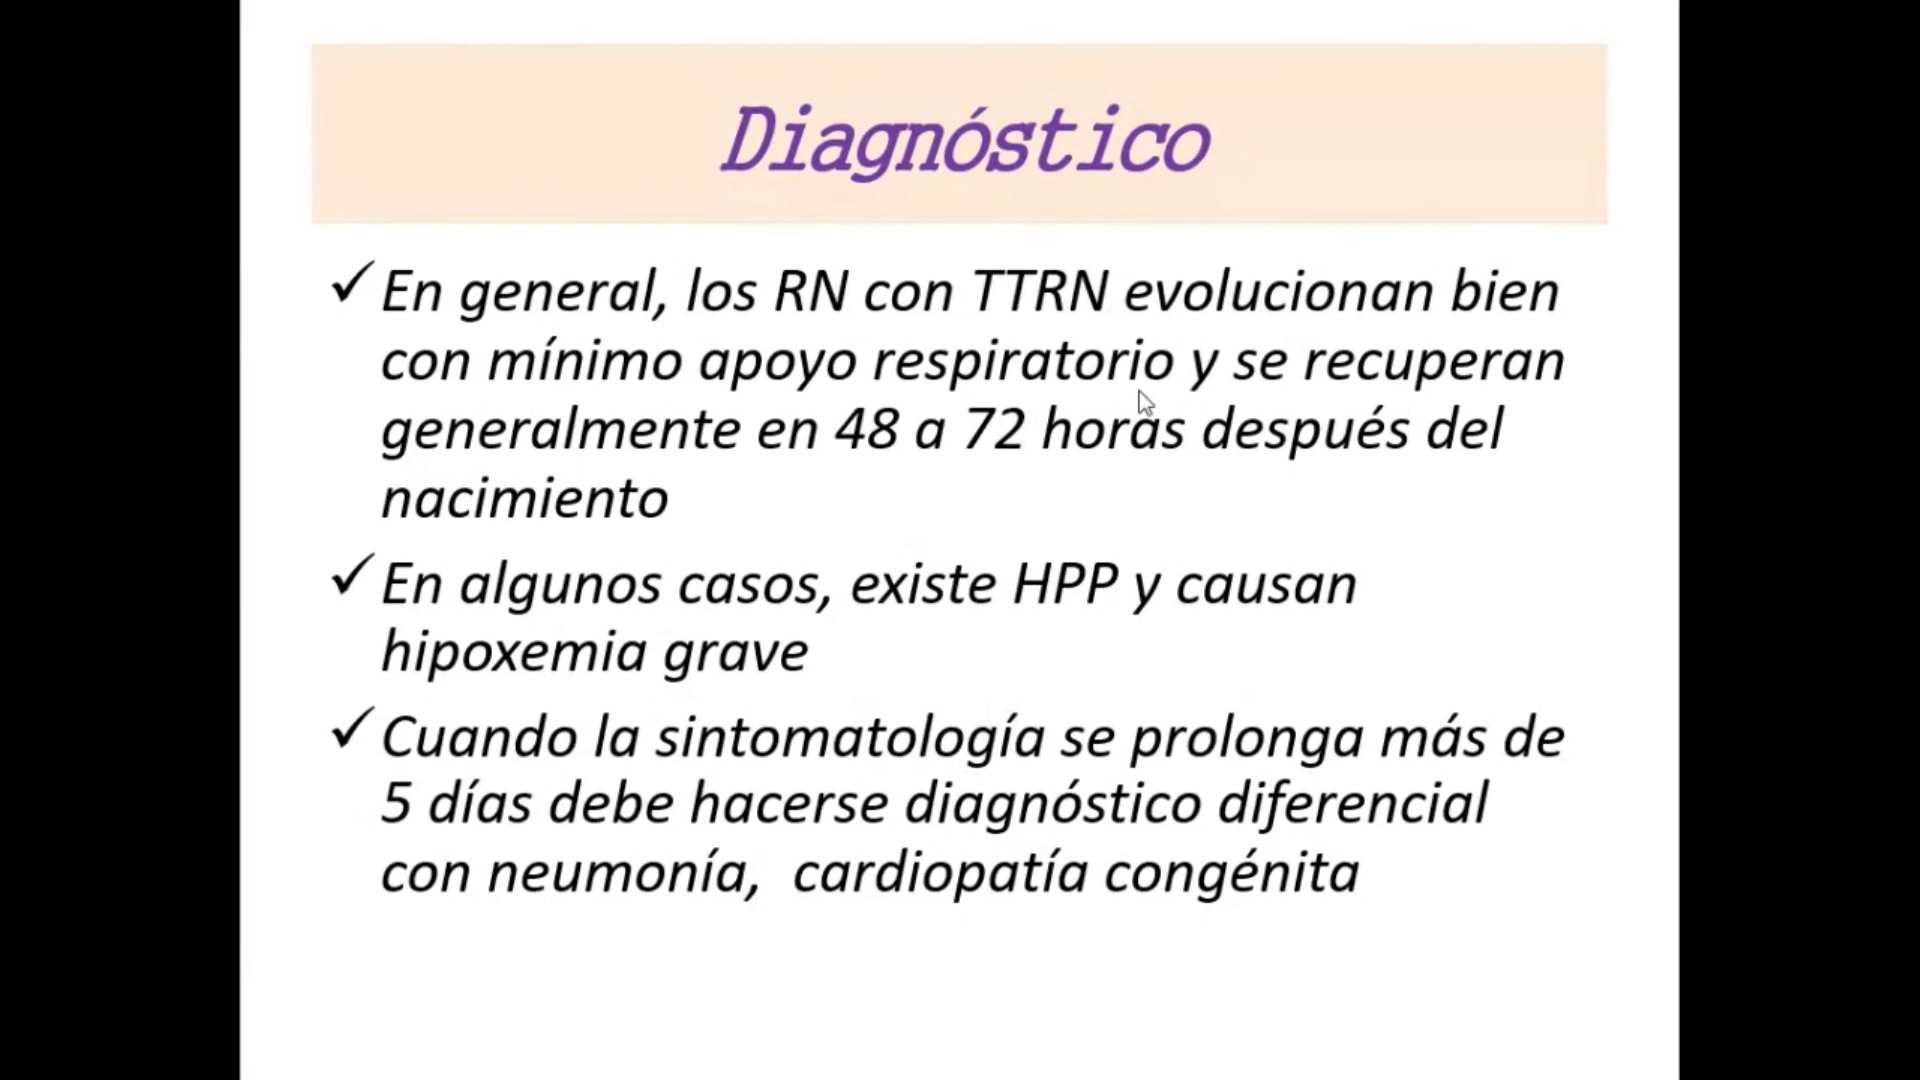 Diagnóstico
✓ En general, los RN con TTRN evolucionan bien
con mínimo apoyo respiratorio y se recuperan
generalmente en 48 a 72 horas después del
nacimiento
✓ En algunos casos, existe HPP y causan
hipoxemia grave
✓ Cuando la sintomatología se prolonga más de
5 días debe hacerse diagnóstico diferencial
con neumonía, cardiopatía congénita